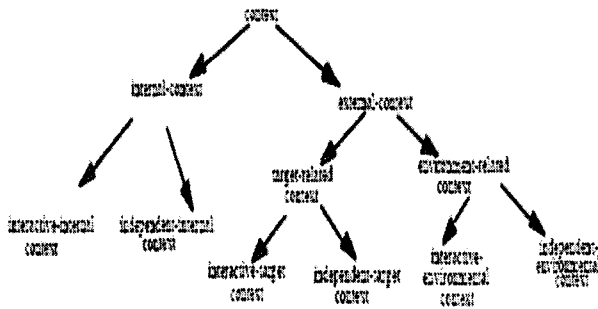 context
internal-context
external-context
target-related
context
environment-related
context
interactive-internal
context
independent-internal
context
interactive-target
context
independent-target
context
interactive-
environmental
context
independent-
environmental
context